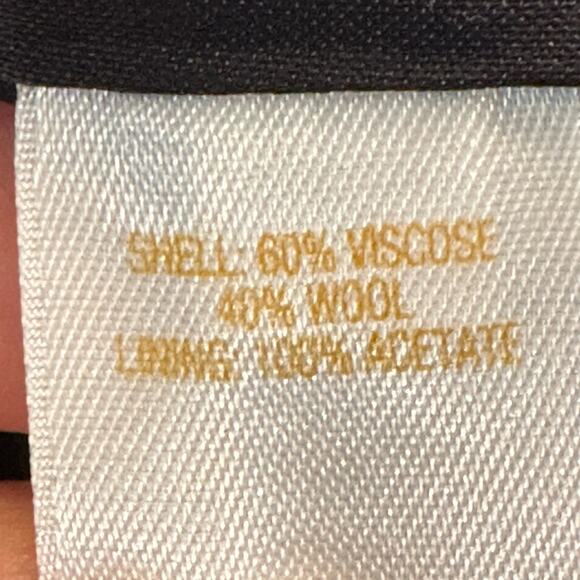 SHELL: 60% VISCOSE
40% WOOL
LINING: 100% ACETATE